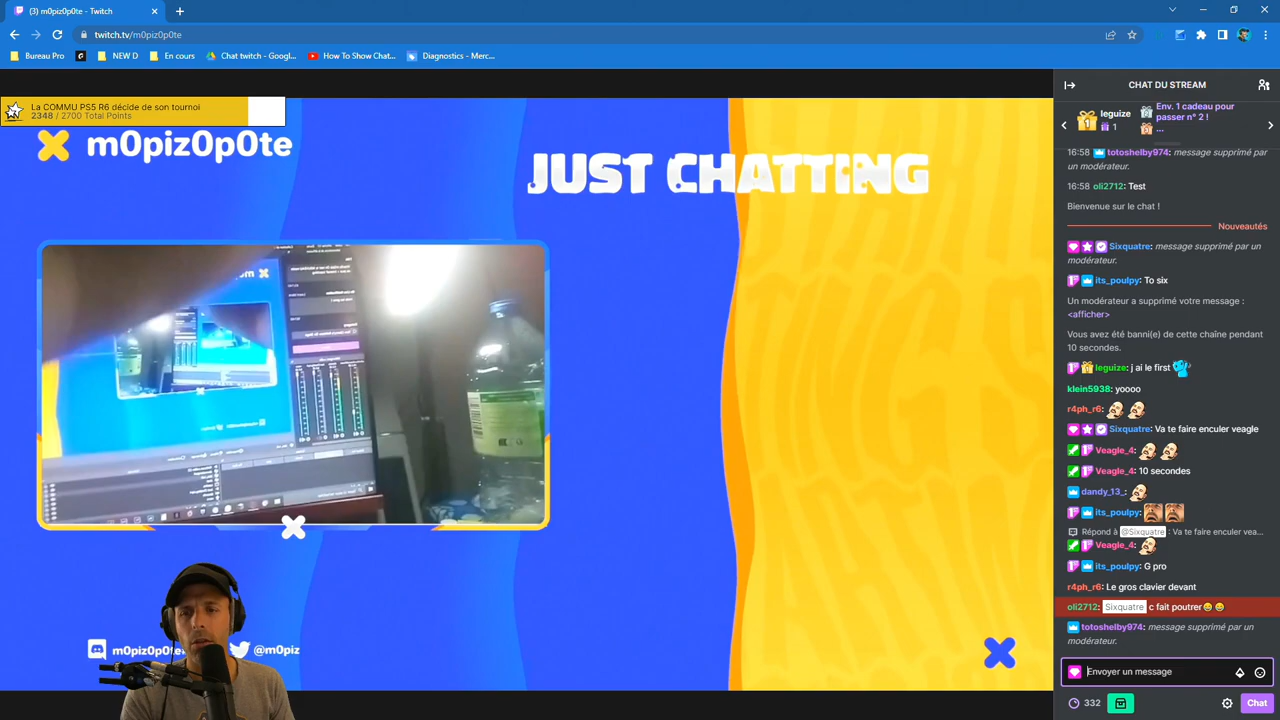 (3) m0piz0p0te - Twitch
twitch.tv/m0piz0p0te
Bureau Pro
NEW D
En cours
Chat twitch - Googl...
How To Show Chat...
Diagnostics - Merc...
La COMMU PS5 R6 décide de son tournoi
2348 / 2700 Total Points
m0piz0p0te
JUST CHATTING
@m0piz
CHAT DU STREAM
leguize
1
Env. 1 cadeau pour
passer n° 2 !
...
16:58 totoshelby974: message supprimé par
un modérateur.
16:58 oli2712: Test
Bienvenue sur le chat !
Nouveautés
Sixquatre: message supprimé par un
modérateur.
its_poulpy: To six
Un modérateur a supprimé votre message :
<afficher>
Vous avez été banni(e) de cette chaîne pendant
10 secondes.
leguize: j ai le first
klein5938: yoooo
r4ph_r6:
Sixquatre: Va te faire enculer veagle
Veagle_4:
Veagle_4: 10 secondes
dandy_13_:
its_poulpy:
Répond à @Sixquatre : Va te faire enculer vea...
Veagle_4:
its_poulpy: G pro
r4ph_r6: Le gros clavier devant
oli2712: Sixquatre c fait poutrer
totoshelby974: message supprimé par un
modérateur.
Envoyer un message
332
Chat